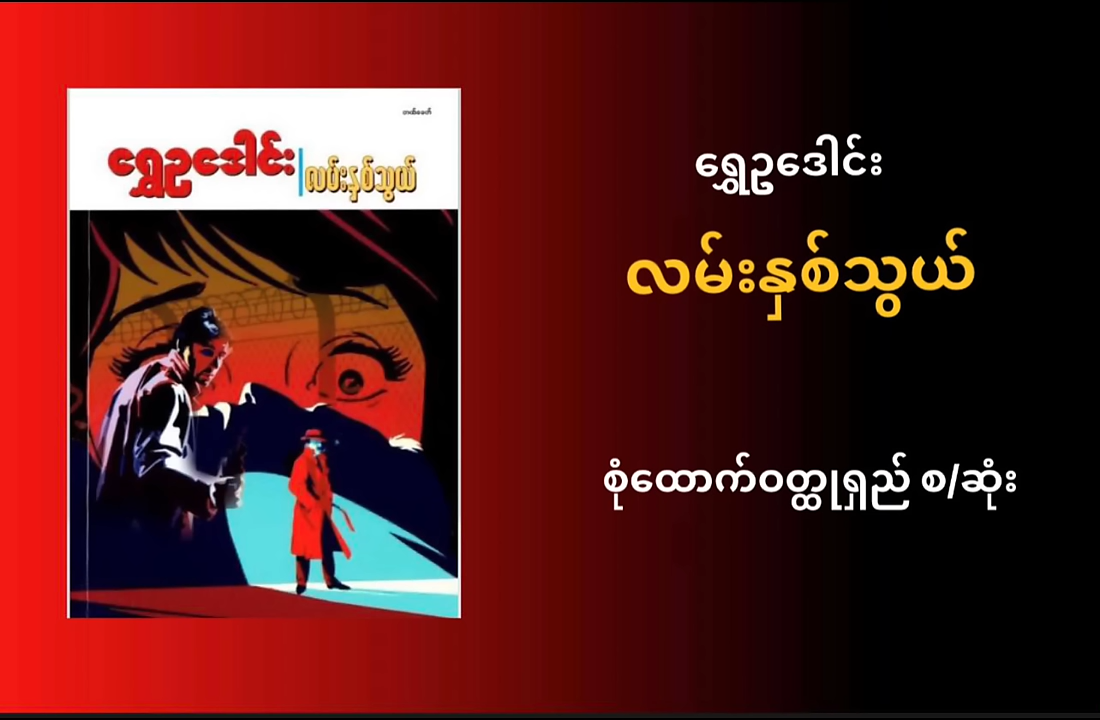 ရွှေဥဒေါင်း
လမ်းနှစ်သွယ်
ရွှေဥဒေါင်း
လမ်းနှစ်သွယ်
စုံထောက်ဝတ္ထုရှည် စ/ဆုံး